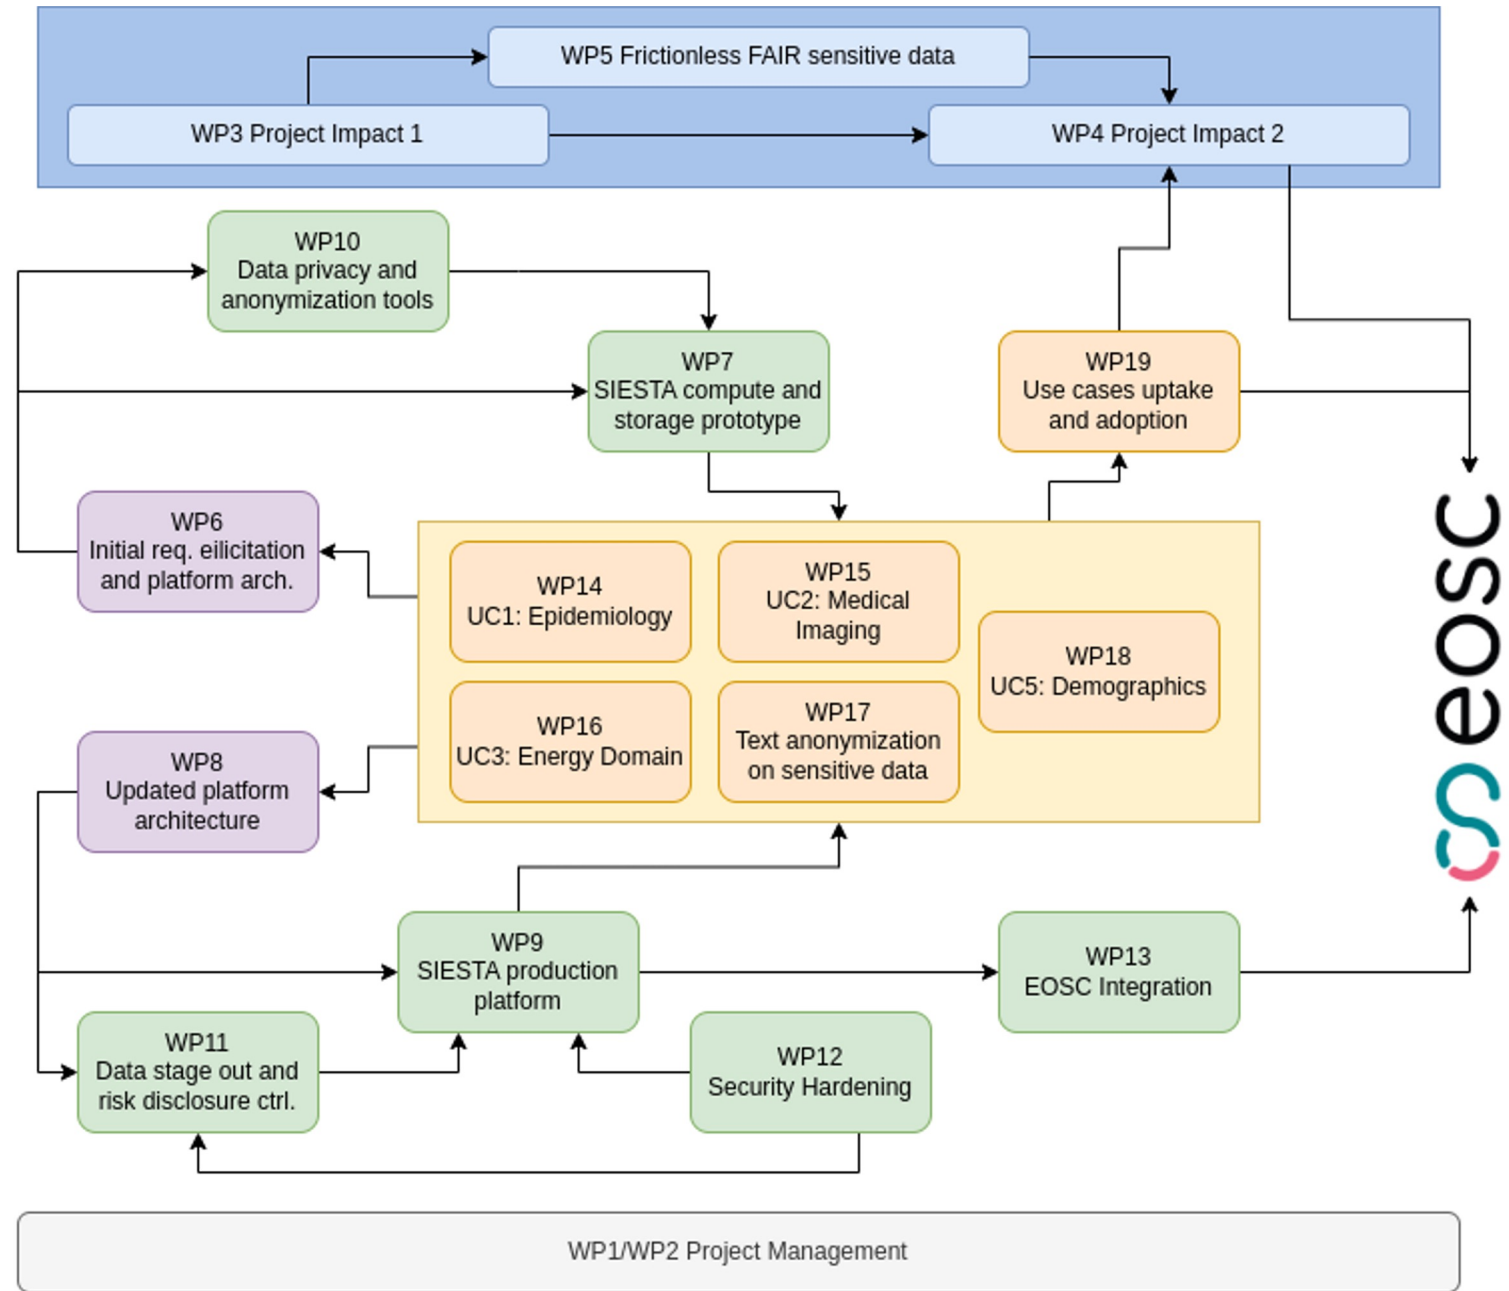 WP5 Frictionless FAIR sensitive data
WP3 Project Impact 1
WP4 Project Impact 2
WP10
Data privacy and
anonymization tools
WP7
SIESTA compute and
storage prototype
WP19
Use cases uptake
and adoption
WP6
Initial req. eilicitation
and platform arch.
WP14
UC1: Epidemiology
WP15
UC2: Medical
Imaging
WP18
UC5: Demographics
WP16
UC3: Energy Domain
WP17
Text anonymization
on sensitive data
WP8
Updated platform
architecture
eosc
WP9
SIESTA production
platform
WP13
EOSC Integration
WP11
Data stage out and
risk disclosure ctrl.
WP12
Security Hardening
WP1/WP2 Project Management